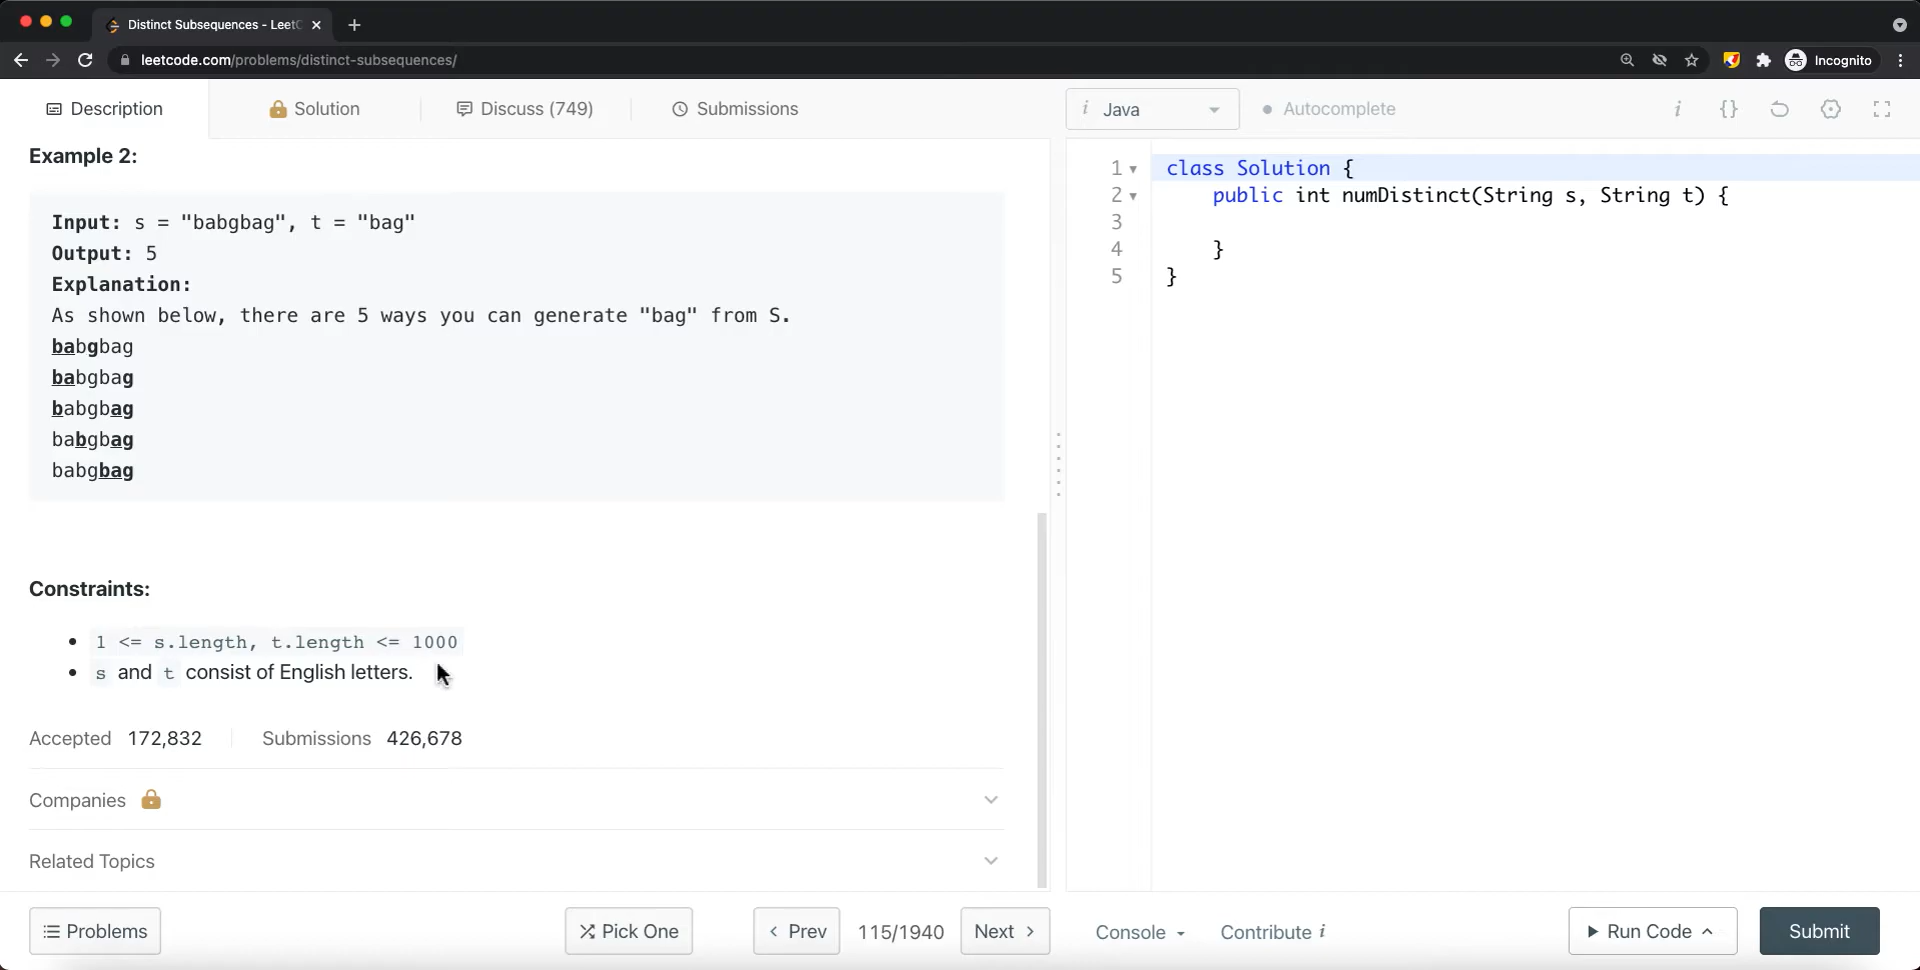 Distinct Subsequences - Leet
leetcode.com/problems/distinct-subsequences/
Incognito
Description
Solution
Discuss (749)
Submissions
Example 2:
Input: s = "babgbag", t = "bag"
Output: 5
Explanation:
As shown below, there are 5 ways you can generate "bag" from S.
babgbag
babgbag
babgbag
babgbag
babgbag
Constraints:
• 1 <= s.length, t.length <= 1000
• s and t consist of English letters.
Accepted 172,832 Submissions 426,678
Companies
Related Topics
Problems
Pick One
‹ Prev
115/1940
Next ›
i Java
Autocomplete
i {}
1 class Solution {
2 public int numDistinct(String s, String t) {
3
4 }
5 }
Console
Contribute i
Run Code
Submit